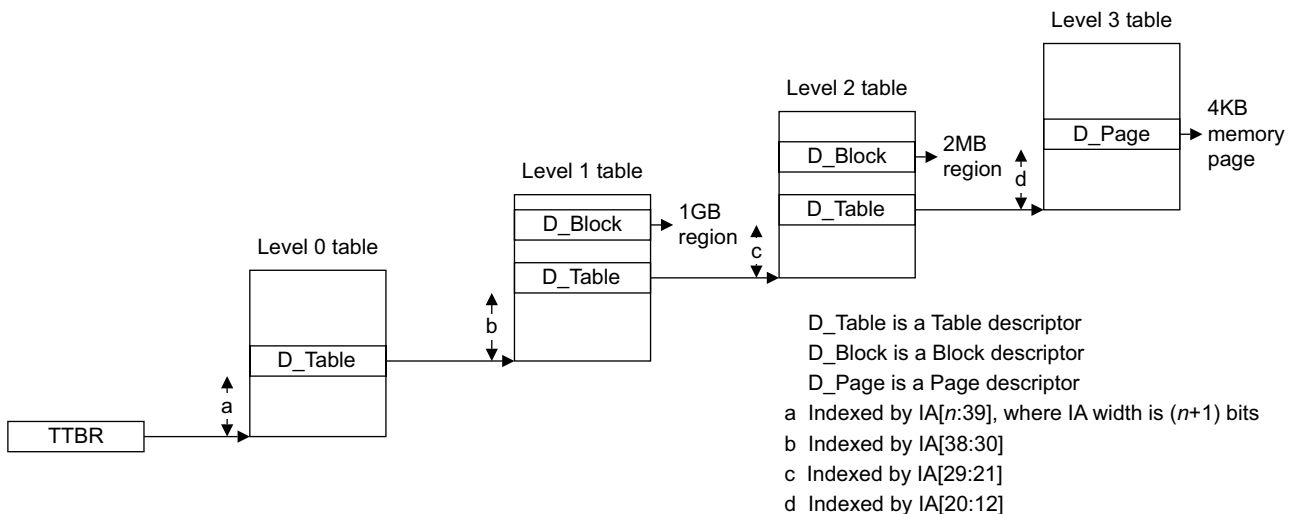 Level 3 table
D_Page
4KB
memory
page
Level 2 table
D_Block
2MB
region
D_Table
d
Level 1 table
D_Block
1GB
region
D_Table
c
Level 0 table
D_Table
b
TTBR
a
D_Table is a Table descriptor
D_Block is a Block descriptor
D_Page is a Page descriptor
a Indexed by IA[n:39], where IA width is (n+1) bits
b Indexed by IA[38:30]
c Indexed by IA[29:21]
d Indexed by IA[20:12]